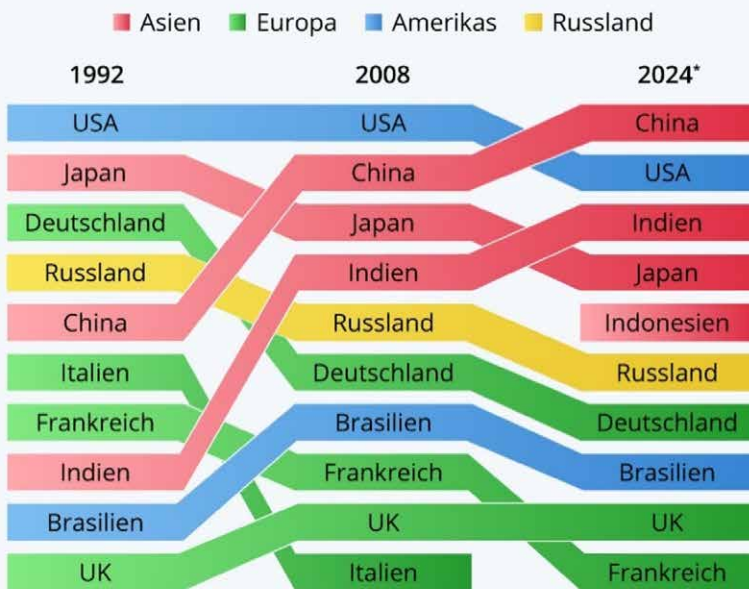 Asien Europa Amerikas Russland
1992 2008 2024*
USA USA China
Japan China USA
Deutschland Japan Indien
Russland Indien Japan
China Russland Indonesien
Italien Deutschland Russland
Frankreich Brasilien Deutschland
Indien Frankreich Brasilien
Brasilien UK UK
UK Italien Frankreich